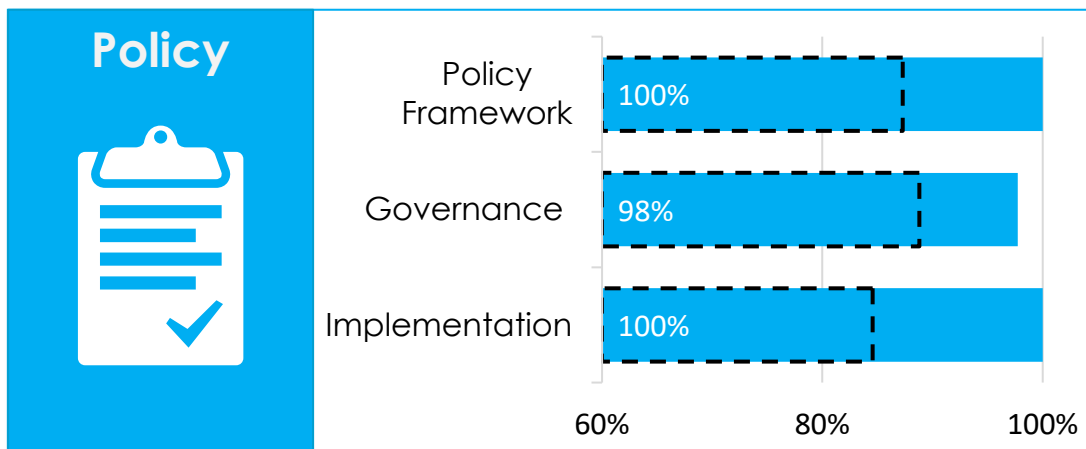 Policy
Policy
Framework
100%
Governance
98%
Implementation
100%
60%
80%
100%